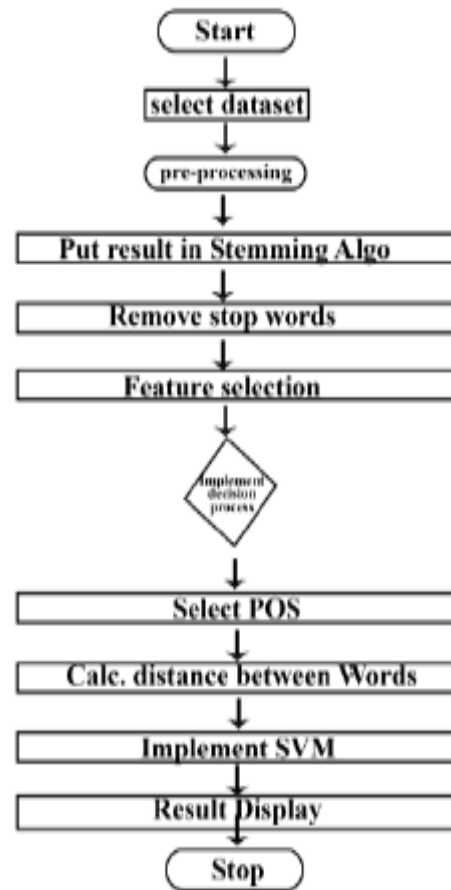 Start
select dataset
pre-processing
Put result in Stemming Algo
Remove stop words
Feature selection
Implement
decision
process
Select POS
Calc. distance between Words
Implement SVM
Result Display
Stop